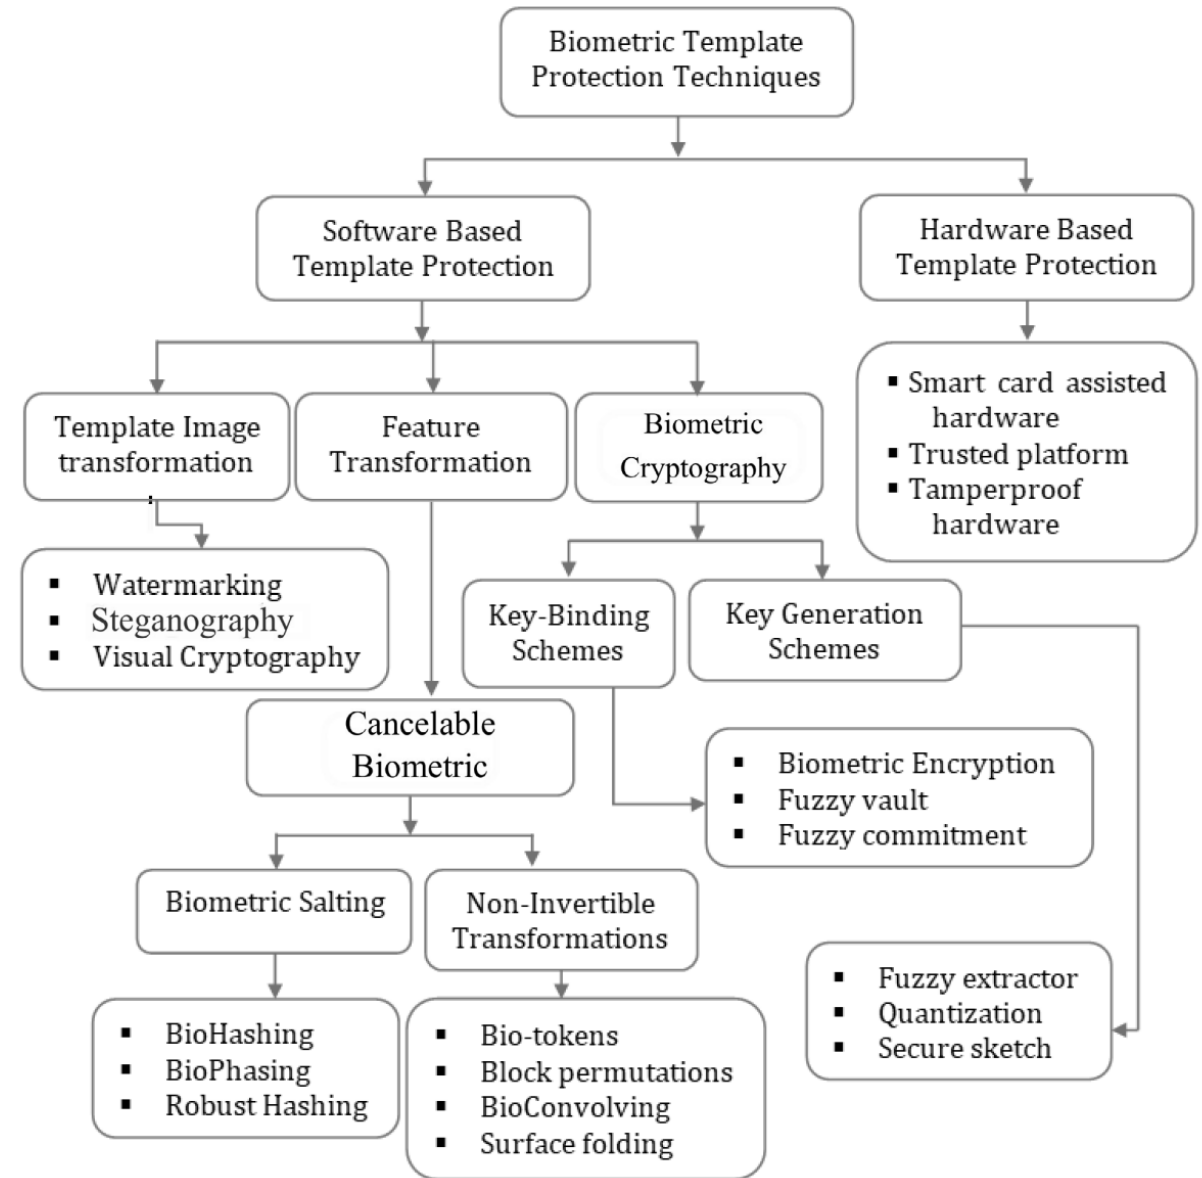 Biometric Template
Protection Techniques
Software Based
Template Protection
Hardware Based
Template Protection
Template Image
transformation
Feature
Transformation
Biometric
Cryptography
▪ Smart card assisted
hardware
▪ Trusted platform
▪ Tamperproof
hardware
▪ Watermarking
▪ Steganography
▪ Visual Cryptography
Key-Binding
Schemes
Key Generation
Schemes
Cancelable
Biometric
▪ Biometric Encryption
▪ Fuzzy vault
▪ Fuzzy commitment
Biometric Salting
Non-Invertible
Transformations
▪ Fuzzy extractor
▪ Quantization
▪ Secure sketch
▪ BioHashing
▪ BioPhasing
▪ Robust Hashing
▪ Bio-tokens
▪ Block permutations
▪ BioConvolving
▪ Surface folding